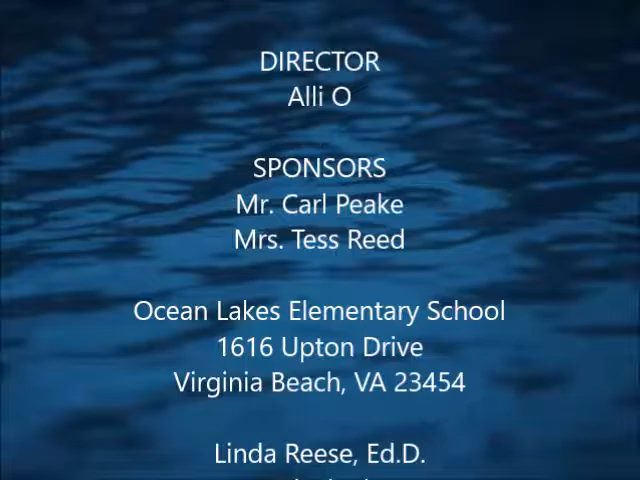 DIRECTOR
Alli O
SPONSORS
Mr. Carl Peake
Mrs. Tess Reed
Ocean Lakes Elementary School
1616 Upton Drive
Virginia Beach, VA 23454
Linda Reese, Ed.D.